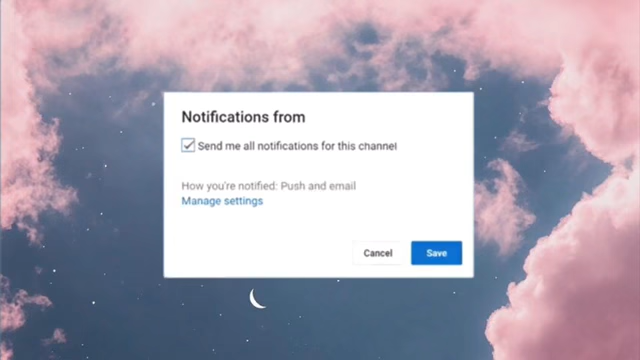 Notifications from
Send me all notifications for this channel
How you're notified: Push and email
Manage settings
Cancel
Save